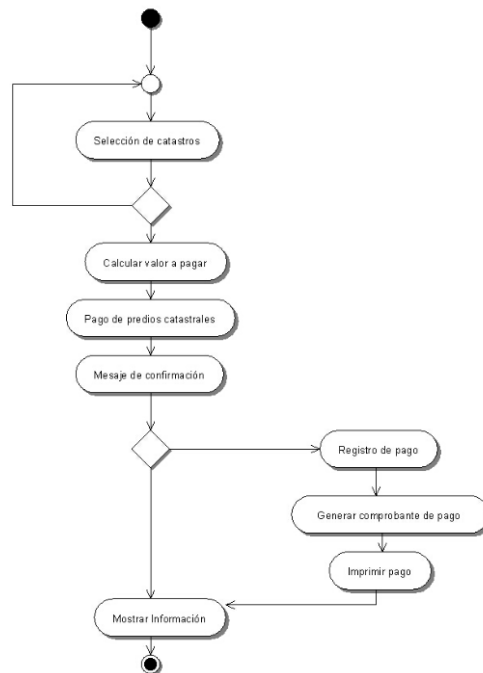 Selección de catastros
Calcular valor a pagar
Pago de predios catastrales
Mesaje de confirmación
Registro de pago
Generar comprobante de pago
Imprimir pago
Mostrar Información